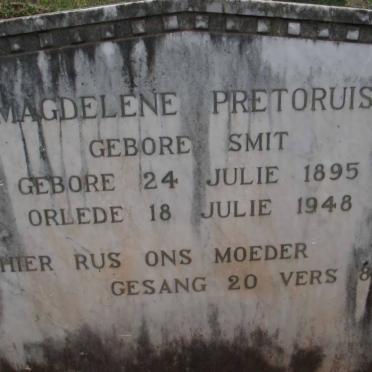 MAGDELENE PRETORUIS
GEBORE SMIT
GEBORE 24 JULIE 1895
ORLEDE 18 JULIE 1948
HIER RUS ONS MOEDER
GESANG 20 VERS 8